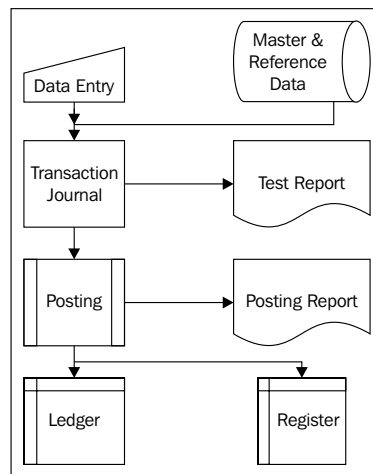 Master &
Reference
Data
Data Entry
Transaction
Journal
Test Report
Posting
Posting Report
Ledger
Register